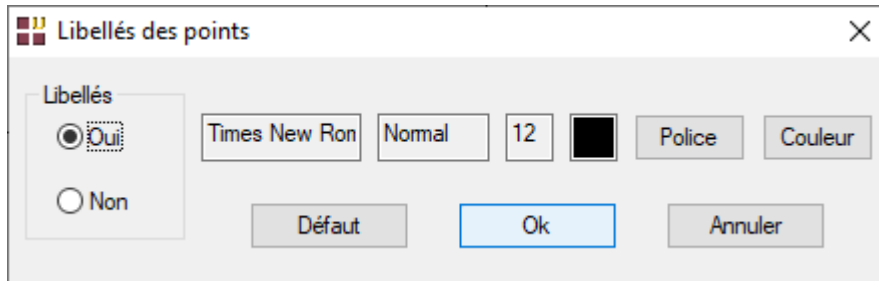 Libellés des points
Libellés
Oui
Times New Ron
Normal
12
Police
Couleur
Non
Défaut
Ok
Annuler